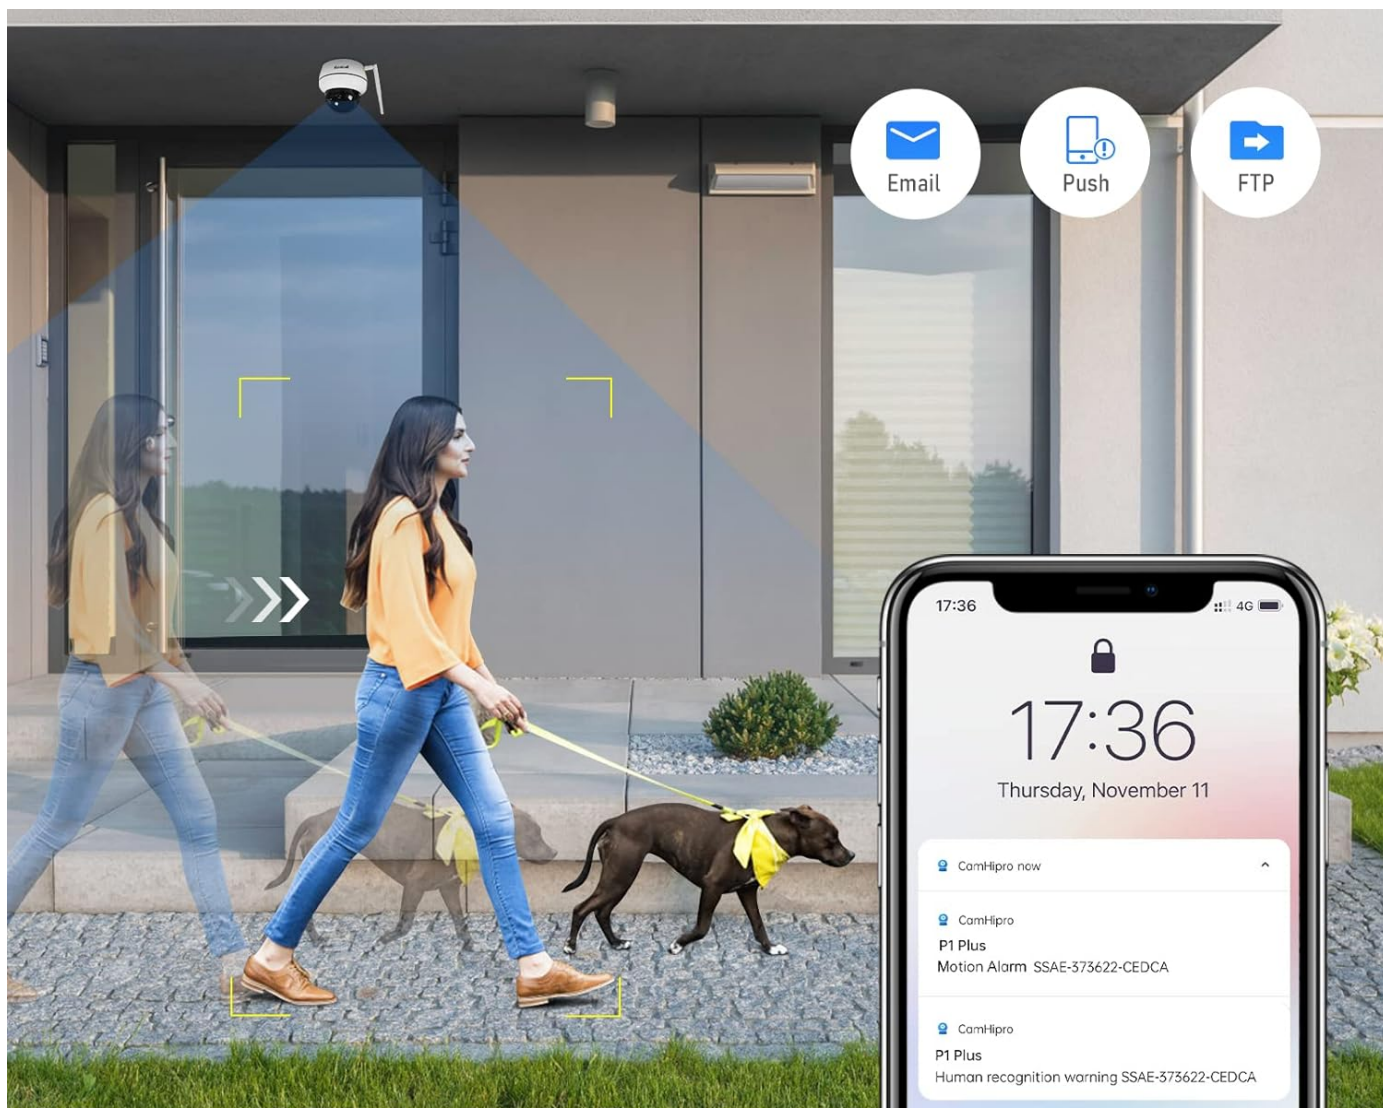 Email
Push
FTP
17:36
4G
17:36
Thursday, November 11
CamHipro now
CamHipro
P1 Plus
Motion Alarm SSAE-373622-CEDCA
CamHipro
P1 Plus
Human recognition warning SSAE-373622-CEDCA